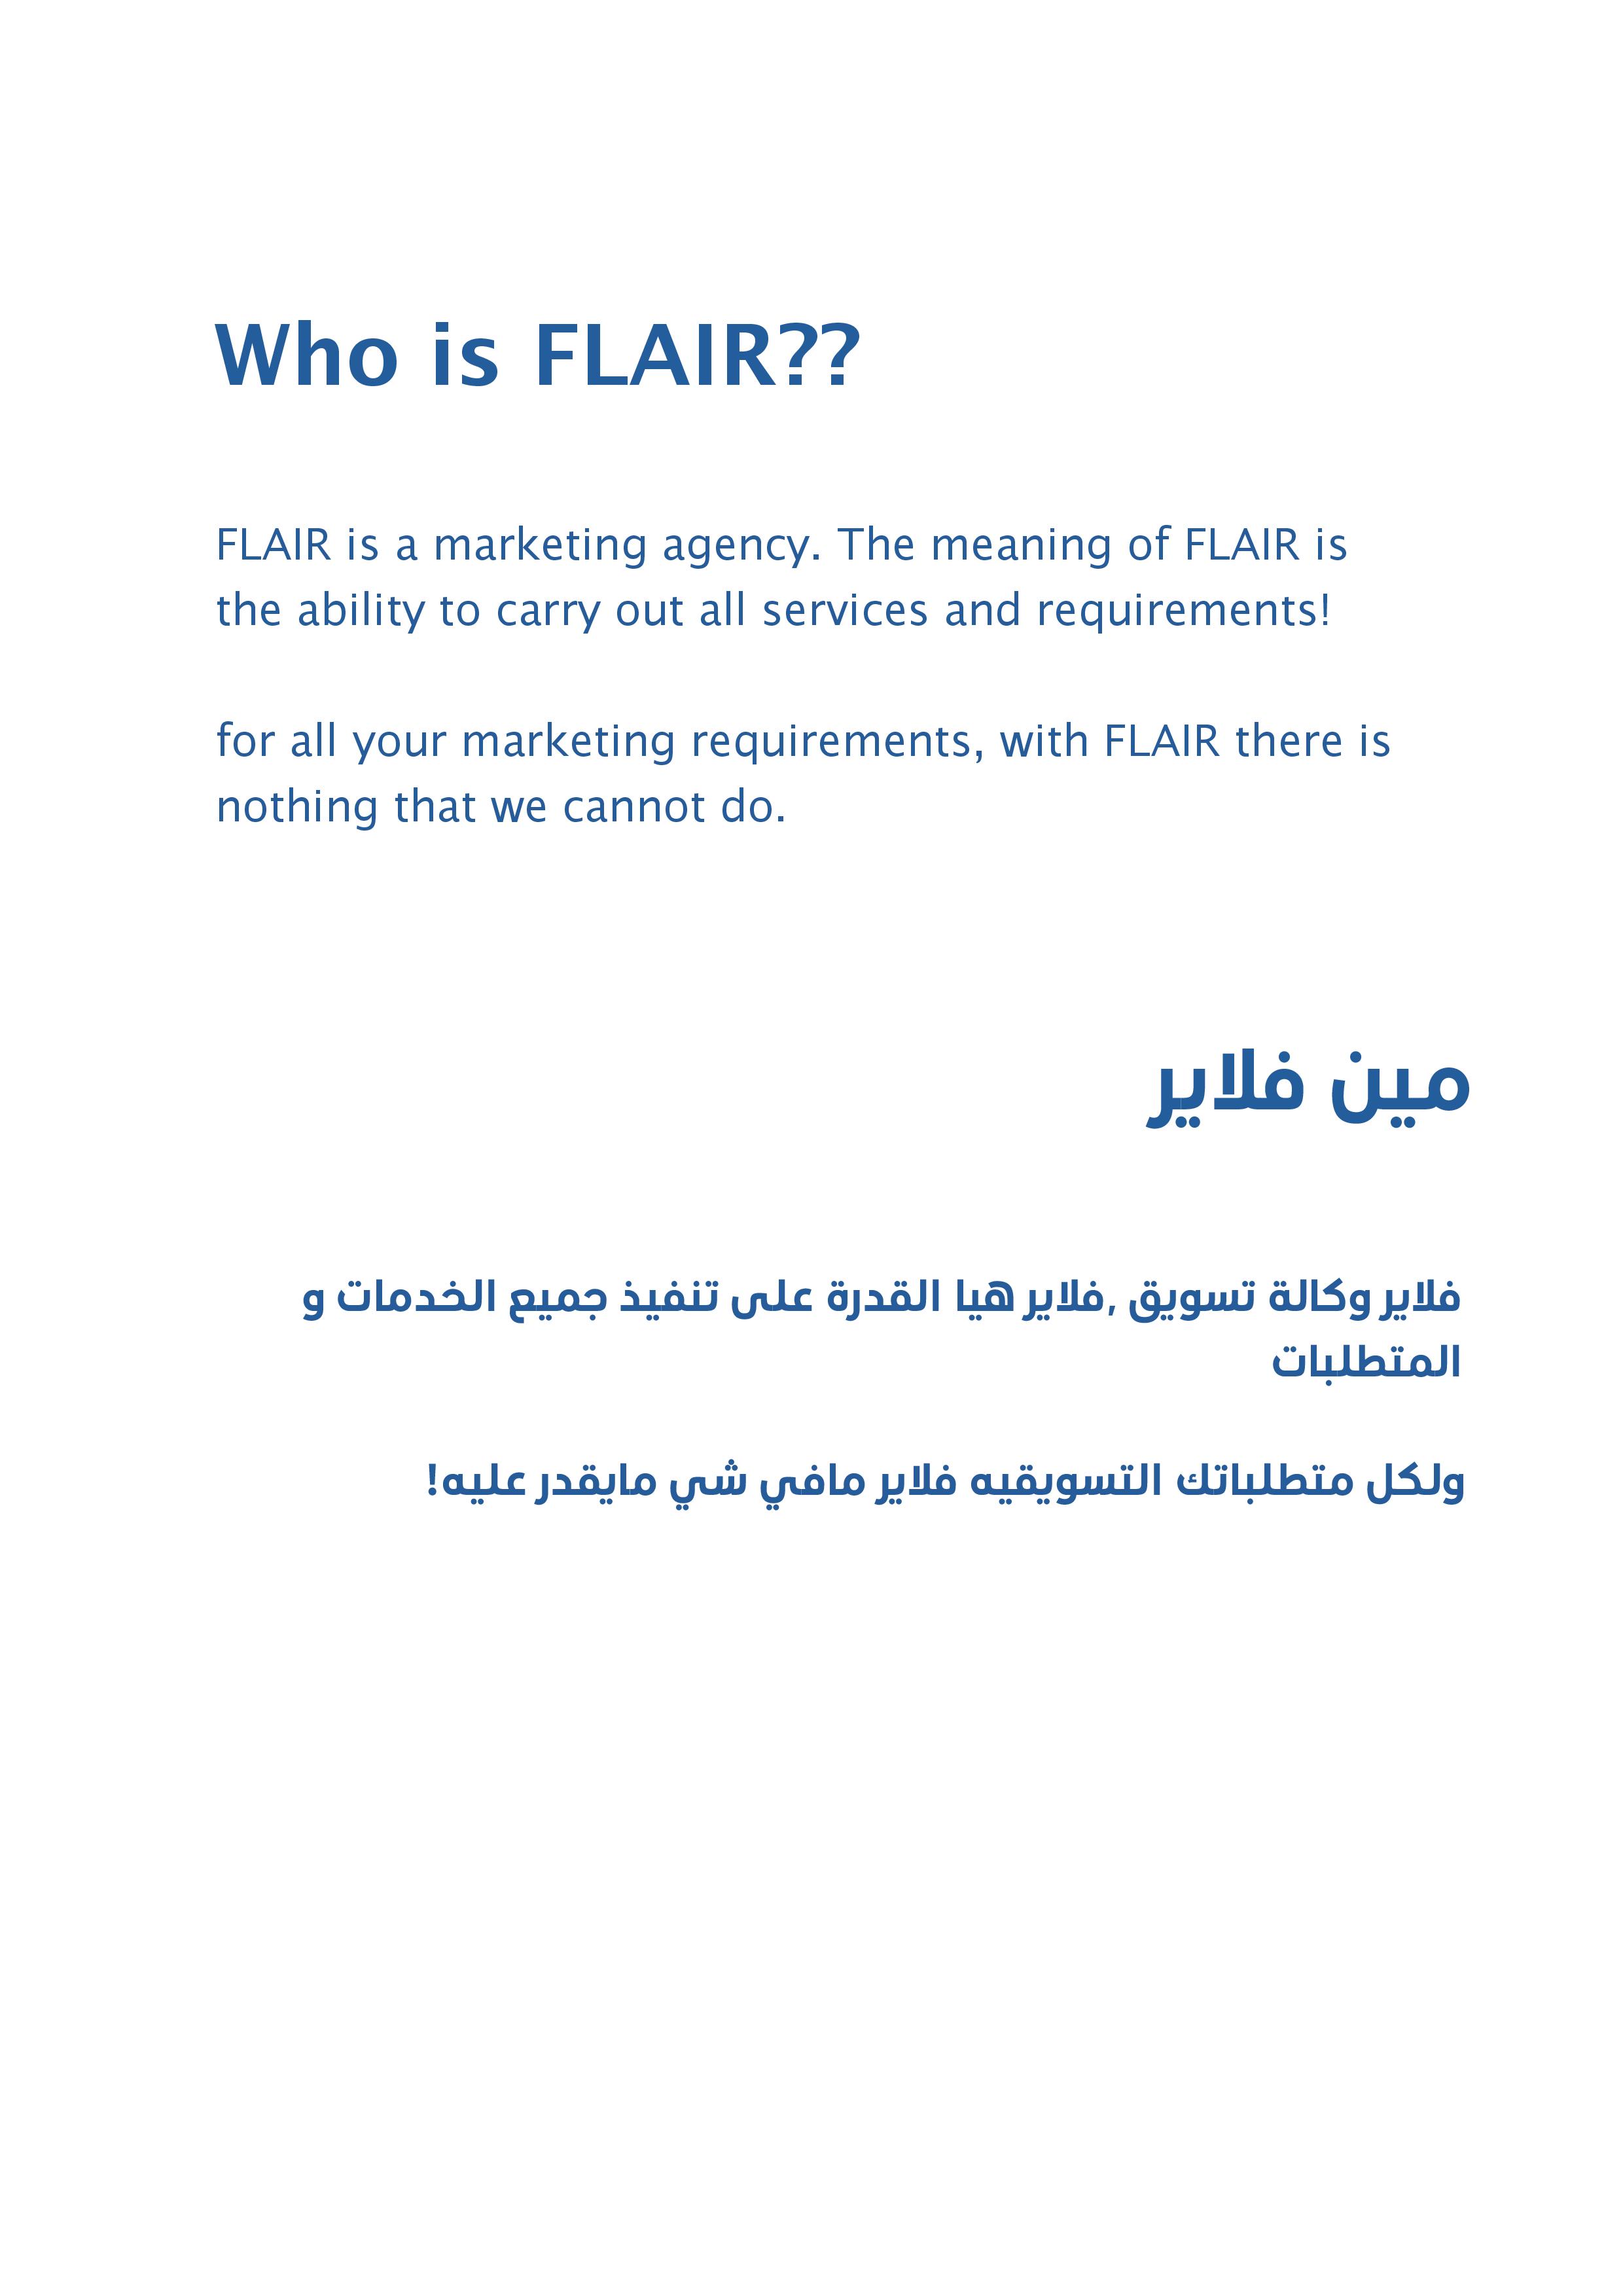 Who is FLAIR??
FLAIR is a marketing agency. The meaning of FLAIR is
the ability to carry out all services and requirements!
for all your marketing requirements, with FLAIR there is
nothing that we cannot do.
مين فلاير
فلاير وكالة تسويق ,فلاير هيا القدرة على تنفيذ جميع الخدمات و
المتطلبات
ولكل متطلباتك التسويقيه فلاير مافي شي مايقدر عليه!